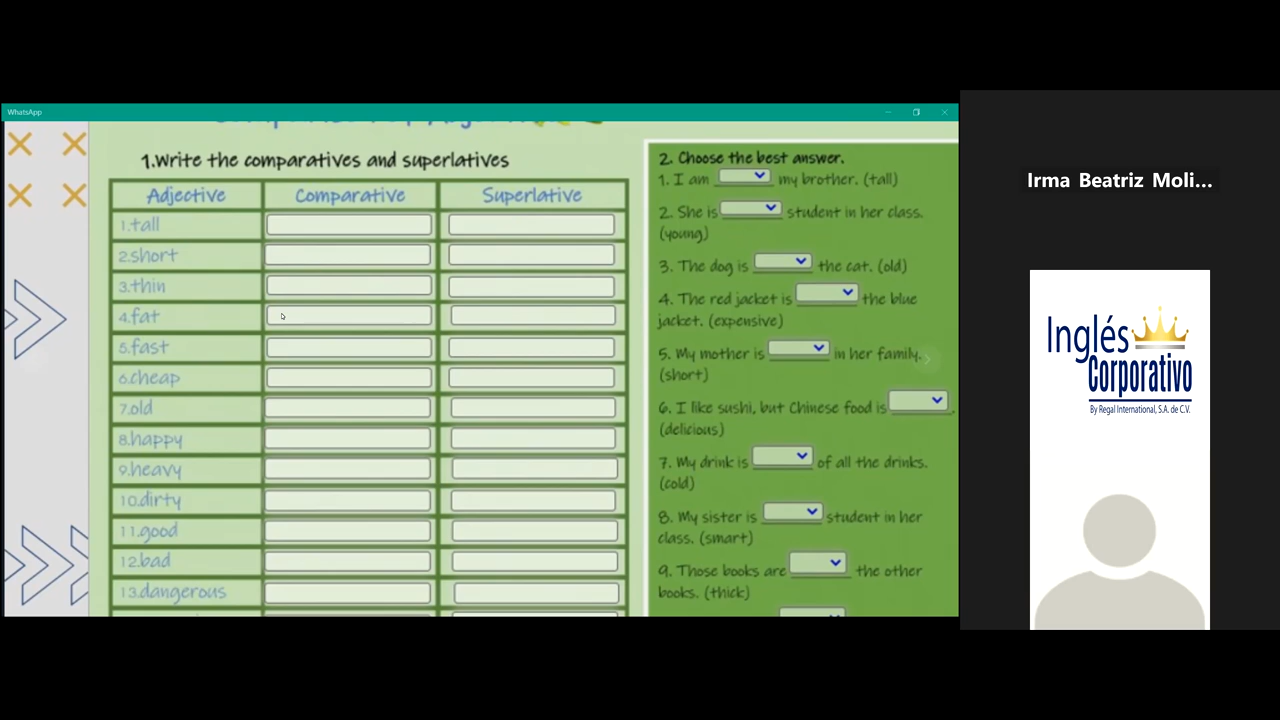 WhatsApp
1.Write the comparatives and superlatives
Adjective Comparative Superlative
1.tall
2.short
3.thin
4.fat
5.fast
6.cheap
7.old
8.happy
9.heavy
10.dirty
11.good
12.bad
13.dangerous
2. Choose the best answer.
1. I am my brother. (tall)
2. She is student in her class.
(young)
3. The dog is the cat. (old)
4. The red jacket is the blue
jacket. (expensive)
5. My mother is in her family.
(short)
6. I like sushi, but Chinese food is .
(delicious)
7. My drink is of all the drinks.
(cold)
8. My sister is student in her
class. (smart)
9. Those books are the other
books. (thick)
Irma Beatriz Moli...
Inglés
Corporativo
By Regal International, S.A. de C.V.